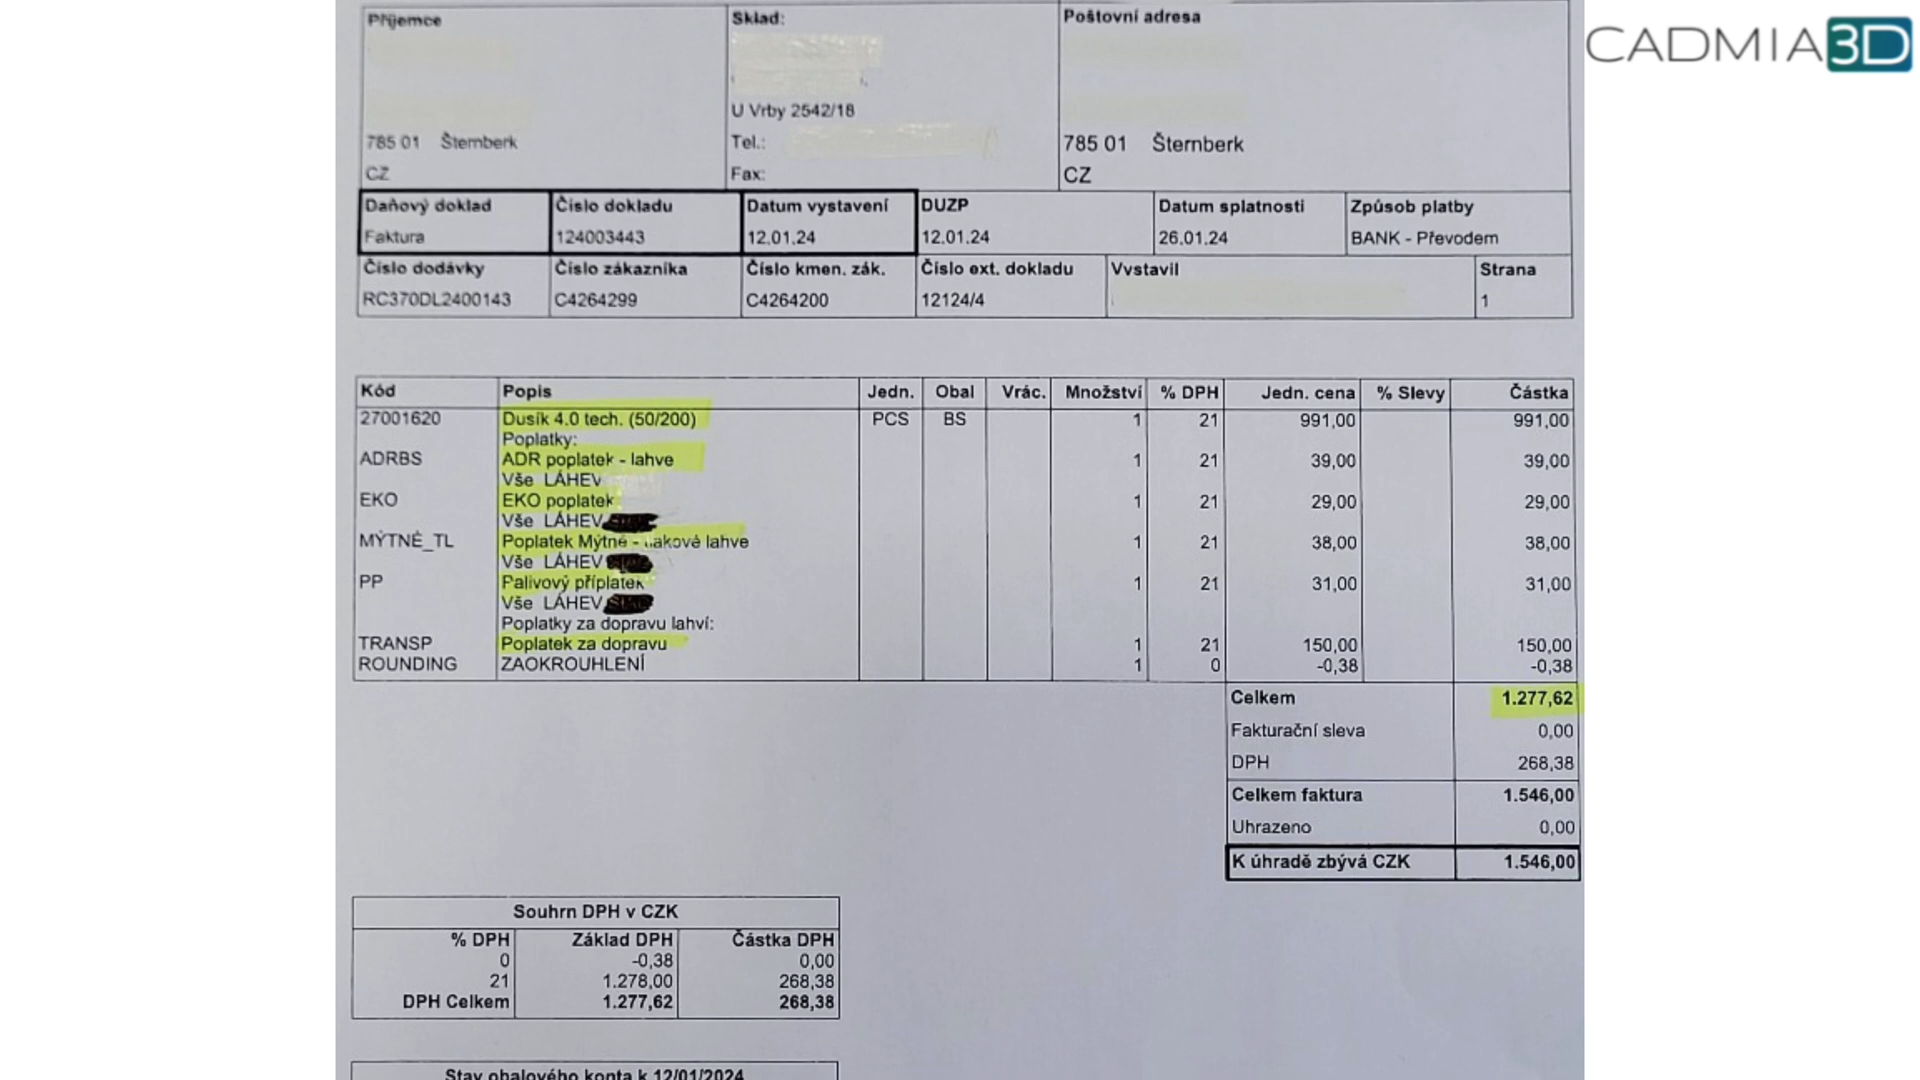 CADMIA3D
Příjemce
785 01 Šternberk
CZ
Sklad:
U Vrby 2542/18
Tel.:
Fax:
Poštovní adresa
785 01 Šternberk
CZ
Daňový doklad Číslo dokladu Datum vystavení DUZP Datum splatnosti Způsob platby
Faktura 124003443 12.01.24 12.01.24 26.01.24 BANK - Převodem
Číslo dodávky Číslo zákazníka Číslo kmen. zák. Číslo ext. dokladu Vystavil Strana
RC370DL2400143 C4264299 C4264200 12124/4 1
Kód Popis Jedn. Obal Vrác. Množství % DPH Jedn. cena % Slevy Částka
27001620 Dusík 4.0 tech. (50/200) PCS BS 1 21 991,00 991,00
Poplatky:
ADRBS ADR poplatek - lahve 1 21 39,00 39,00
Vše LÁHEV
EKO EKO poplatek 1 21 29,00 29,00
Vše LÁHEV
MÝTNÉ_TL Poplatek Mýtné - tlakové lahve 1 21 38,00 38,00
Vše LÁHEV
PP Palivový příplatek 1 21 31,00 31,00
Vše LÁHEV
Poplatky za dopravu lahví:
TRANSP Poplatek za dopravu 1 21 150,00 150,00
ROUNDING ZAOKROUHLENÍ 1 0 -0,38 -0,38
Celkem 1.277,62
Fakturační sleva 0,00
DPH 268,38
Celkem faktura 1.546,00
Uhrazeno 0,00
K úhradě zbývá CZK 1.546,00
Souhrn DPH v CZK
% DPH Základ DPH Částka DPH
0 -0,38 0,00
21 1.278,00 268,38
DPH Celkem 1.277,62 268,38
Stav obalového konta k 12/01/2024